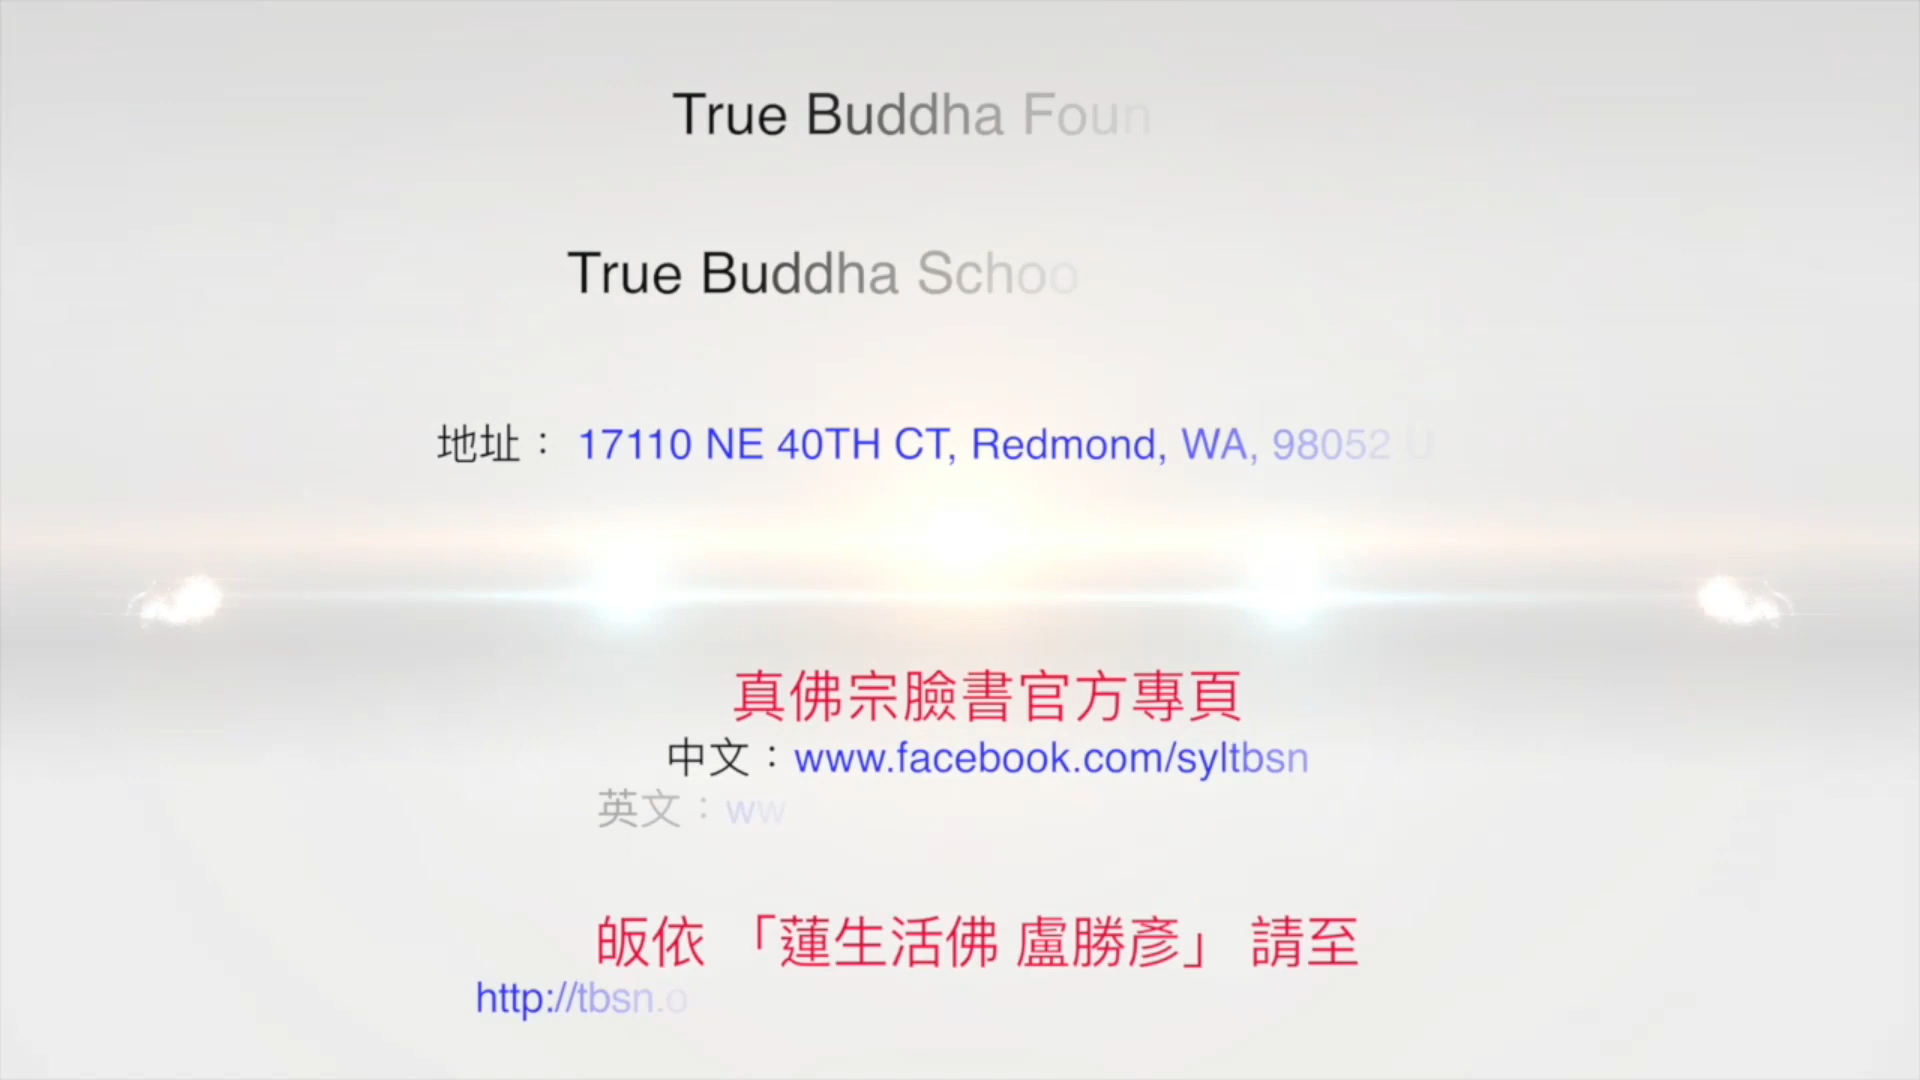 True Buddha Foun
True Buddha Schoo
地址： 17110 NE 40TH CT, Redmond, WA, 98052 U
真佛宗臉書官方專頁
中文：www.facebook.com/syltbsn
英文：ww
皈依 「蓮生活佛 盧勝彥」 請至
http://tbsn.o